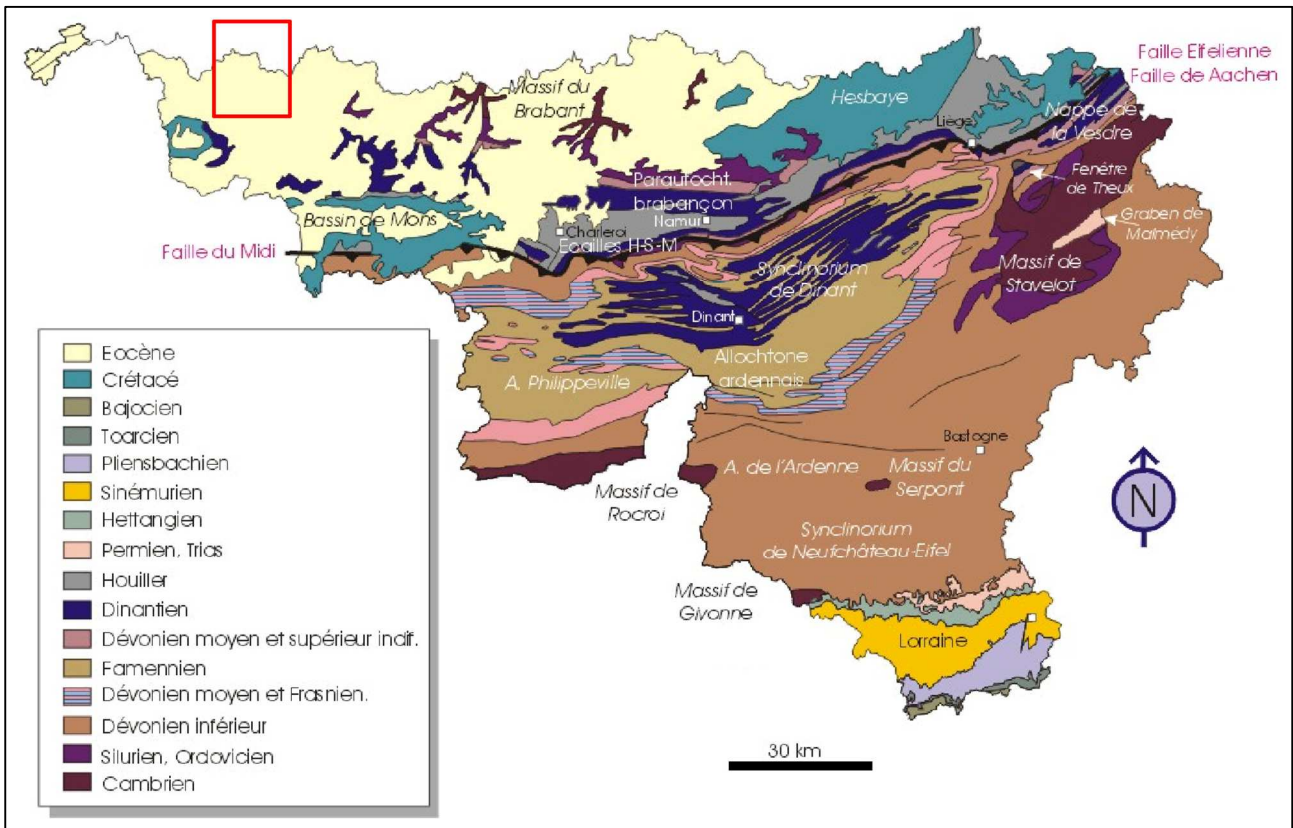 Faille Eifelienne
Faille de Aachen
Massif du
Brabant
Hesbaye
Nappe de
la Vesdre
Liège
Fenêtre
de Theux
Parautocht.
brabançon
Graben de
Malmédy
Bassin de Mons
Namur
Charleroi
Ecailles H-S-M
Faille du Midi
Massif de
Stavelot
Synclinorium
de Dinant
Dinant
Allochtone
ardennais
A. Philippeville
Bastogne
A. de l'Ardenne
Massif du
Serpont
Massif de
Rocroi
Synclinorium
de Neufchâteau-Eifel
Massif de
Givonne
Lorraine
N
30 km
Eocène
Crétacé
Bajocien
Toarcien
Pliensbachien
Sinémurien
Hettangien
Permien, Trias
Houiller
Dinantien
Dévonien moyen et supérieur indif.
Famennien
Dévonien moyen et Frasnien.
Dévonien inférieur
Silurien, Ordovicien
Cambrien